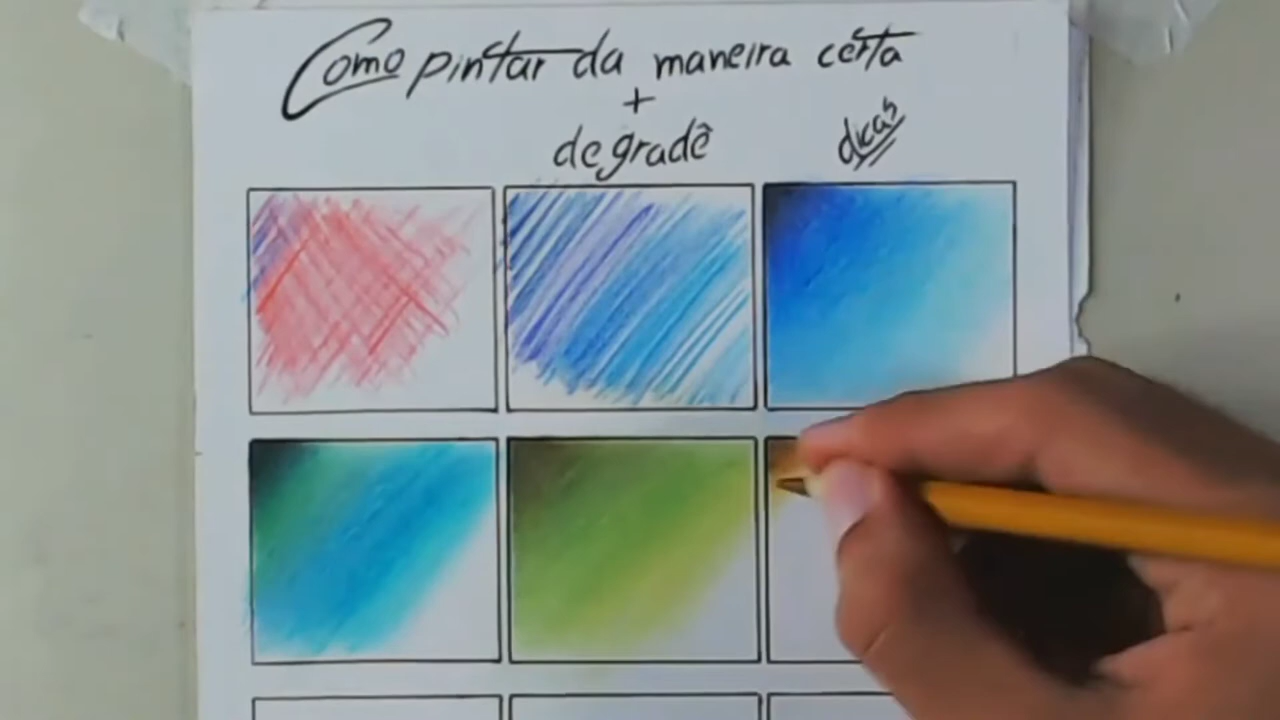 Como pintar da maneira certa
+
degradê
dicas